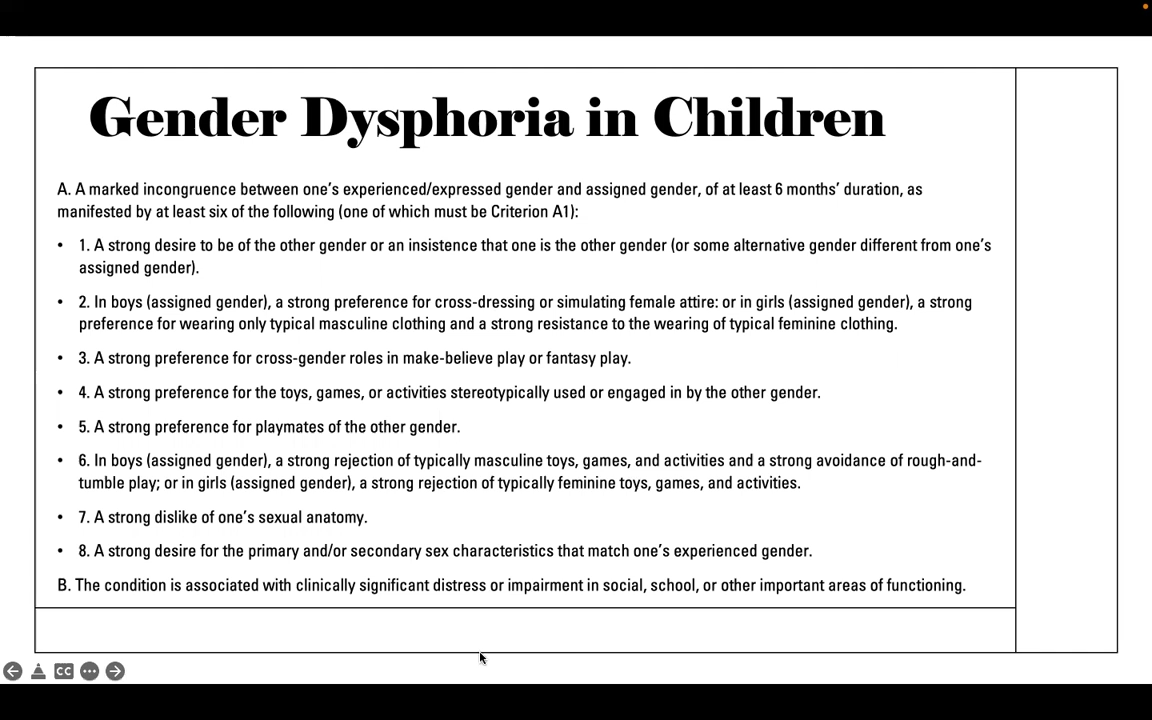 Gender Dysphoria in Children
A. A marked incongruence between one's experienced/expressed gender and assigned gender, of at least 6 months' duration, as
manifested by at least six of the following (one of which must be Criterion A1):
• 1. A strong desire to be of the other gender or an insistence that one is the other gender (or some alternative gender different from one's
assigned gender).
• 2. In boys (assigned gender), a strong preference for cross-dressing or simulating female attire: or in girls (assigned gender), a strong
preference for wearing only typical masculine clothing and a strong resistance to the wearing of typical feminine clothing.
• 3. A strong preference for cross-gender roles in make-believe play or fantasy play.
• 4. A strong preference for the toys, games, or activities stereotypically used or engaged in by the other gender.
• 5. A strong preference for playmates of the other gender.
• 6. In boys (assigned gender), a strong rejection of typically masculine toys, games, and activities and a strong avoidance of rough-and-
tumble play; or in girls (assigned gender), a strong rejection of typically feminine toys, games, and activities.
• 7. A strong dislike of one's sexual anatomy.
• 8. A strong desire for the primary and/or secondary sex characteristics that match one's experienced gender.
B. The condition is associated with clinically significant distress or impairment in social, school, or other important areas of functioning.
CC